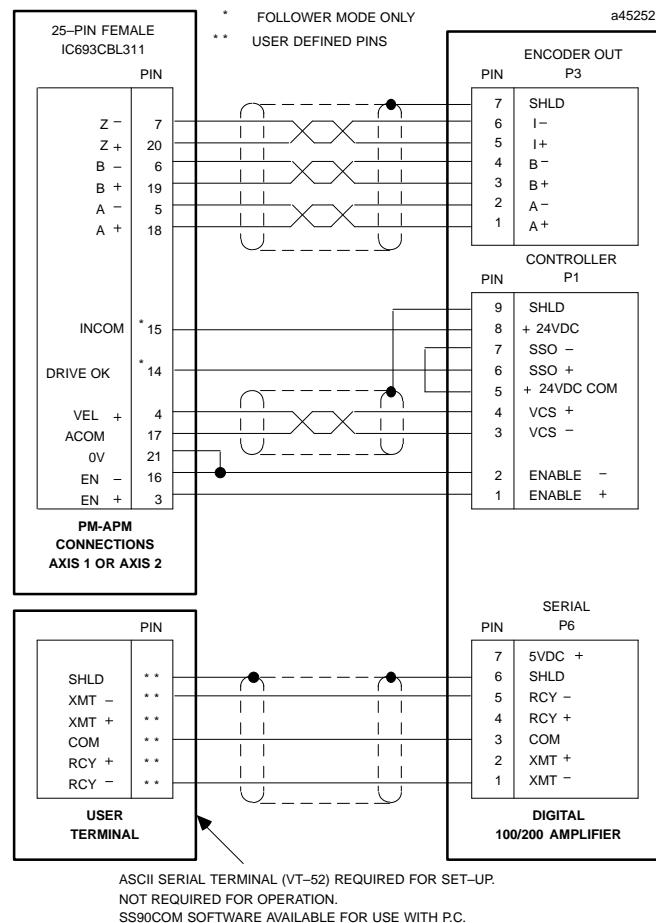 * FOLLOWER MODE ONLY
** USER DEFINED PINS
a45252
25–PIN FEMALE
IC693CBL311
PIN
Z – 7
Z + 20
B – 6
B + 19
A – 5
A + 18
INCOM * 15
DRIVE OK * 14
VEL + 4
ACOM 17
0V 21
EN – 16
EN + 3
PM-APM
CONNECTIONS
AXIS 1 OR AXIS 2
ENCODER OUT
PIN P3
7 SHLD
6 I–
5 I+
4 B–
3 B+
2 A–
1 A+
CONTROLLER
PIN P1
9 SHLD
8 + 24VDC
7 SSO –
6 SSO +
5 + 24VDC COM
4 VCS +
3 VCS –
2 ENABLE –
1 ENABLE +
PIN
SHLD **
XMT – **
XMT + **
COM **
RCY + **
RCY – **
USER
TERMINAL
SERIAL
PIN P6
7 5VDC +
6 SHLD
5 RCY –
4 RCY +
3 COM
2 XMT +
1 XMT –
DIGITAL
100/200 AMPLIFIER
ASCII SERIAL TERMINAL (VT–52) REQUIRED FOR SET–UP.
NOT REQUIRED FOR OPERATION.
SS90COM SOFTWARE AVAILABLE FOR USE WITH P.C.